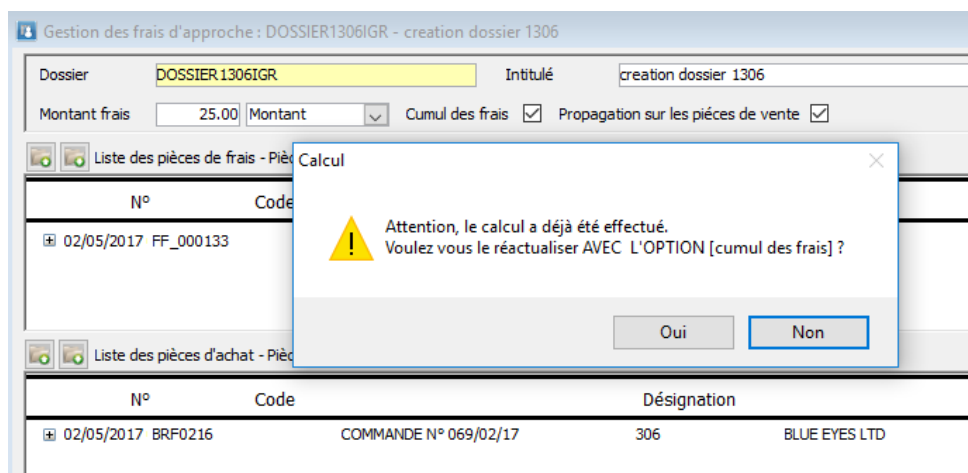 Gestion des frais d'approche : DOSSIER1306IGR - creation dossier 1306
Dossier DOSSIER1306IGR Intitulé creation dossier 1306
Montant frais 25.00 Montant Cumul des frais Propagation sur les piéces de vente
Liste des pièces de frais - Pièc
Calcul
Nº Code
Attention, le calcul a déjà été effectué.
Voulez vous le réactualiser AVEC L'OPTION [cumul des frais] ?
02/05/2017 FF_000133
Oui Non
Liste des pièces d'achat - Pièc
Nº Code Désignation
02/05/2017 BRF0216 COMMANDE Nº 069/02/17 306 BLUE EYES LTD